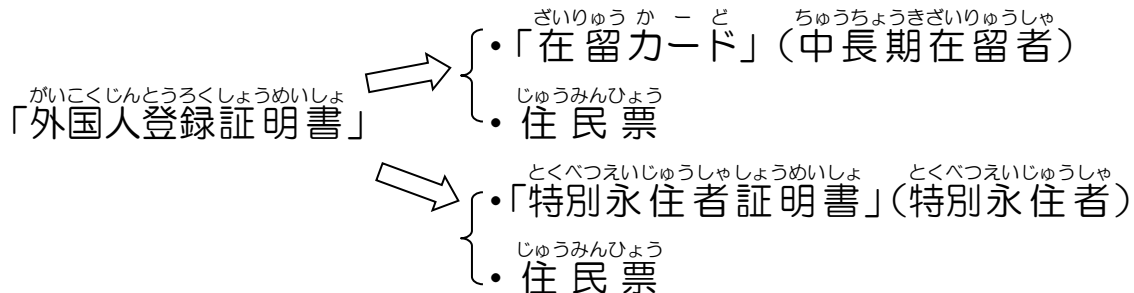 ざいりゅうかーど ちゅうちょうきざいりゅうしゃ
・「在留カード」（中長期在留者）
がいこくじんとうろくしょうめいしょ
「外国人登録証明書」
じゅうみんひょう
・住民票
とくべつえいじゅうしゃしょうめいしょ とくべつえいじゅうしゃ
・「特別永住者証明書」（特別永住者）
じゅうみんひょう
・住民票